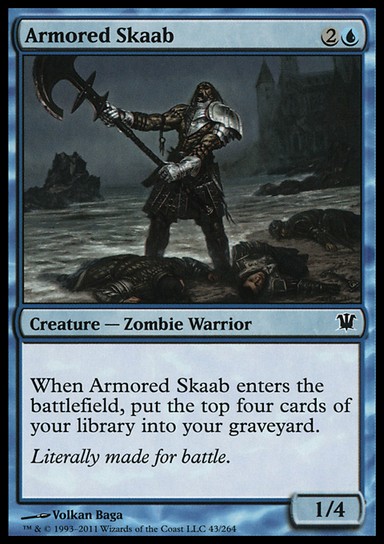 Armored Skaab 2
Creature — Zombie Warrior
When Armored Skaab enters the
battlefield, put the top four cards of
your library into your graveyard.
Literally made for battle.
Volkan Baga
™ & © 1993-2011 Wizards of the Coast LLC 43/264
1/4